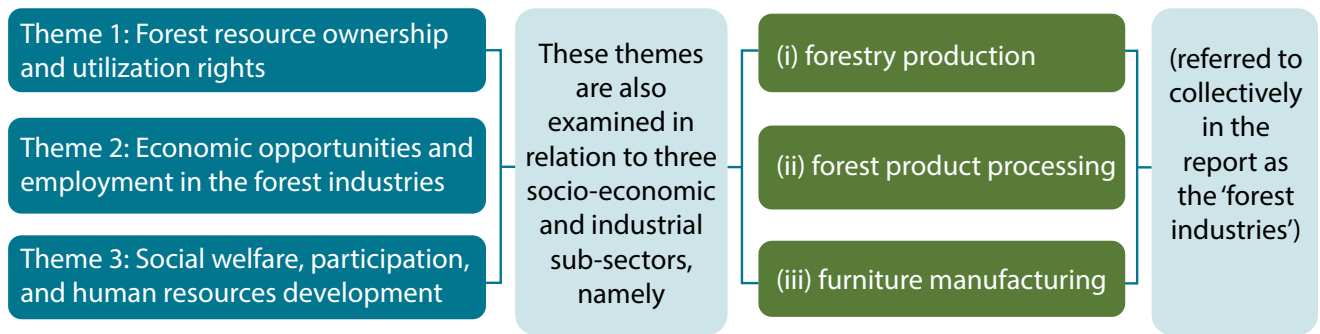 Theme 1: Forest resource ownership
and utilization rights
Theme 2: Economic opportunities and
employment in the forest industries
Theme 3: Social welfare, participation,
and human resources development
These themes
are also
examined in
relation to three
socio-economic
and industrial
sub-sectors,
namely
(i) forestry production
(ii) forest product processing
(iii) furniture manufacturing
(referred to
collectively
in the
report as
the ‘forest
industries’)